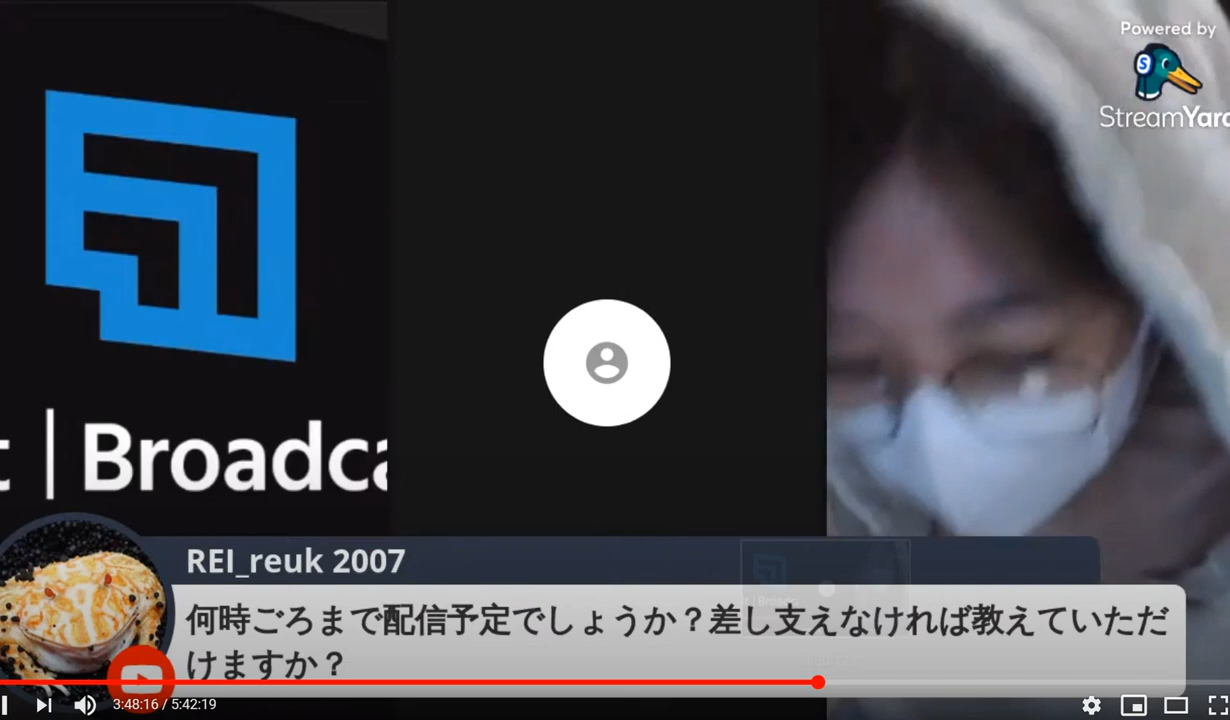 Powered by
StreamYard
t | Broadca
REI_reuk 2007
何時ごろまで配信予定でしょうか？差し支えなければ教えていただ
けますか？
3:48:16 / 5:42:19